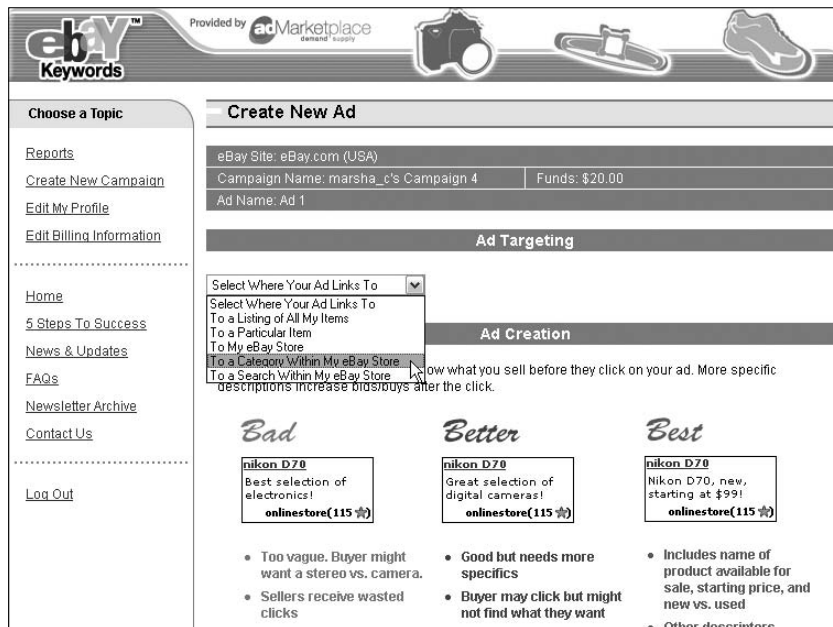 ebaY™
Keywords
Provided by adMarketplace
demand supply
Choose a Topic
Reports
Create New Campaign
Edit My Profile
Edit Billing Information
Home
5 Steps To Success
News & Updates
FAQs
Newsletter Archive
Contact Us
Log Out
Create New Ad
eBay Site: eBay.com (USA)
Campaign Name: marsha_c's Campaign 4
Funds: $20.00
Ad Name: Ad 1
Ad Targeting
Select Where Your Ad Links To
Select Where Your Ad Links To
To a Listing of All My Items
To a Particular Item
To My eBay Store
To a Category Within My eBay Store
To a Search Within My eBay Store
Ad Creation
ow what you sell before they click on your ad. More specific
descriptions increase bids/buys after the click.
Bad
nikon D70
Best selection of
electronics!
onlinestore(115)
Too vague. Buyer might
want a stereo vs. camera.
Sellers receive wasted
clicks
Better
nikon D70
Great selection of
digital cameras!
onlinestore(115)
Good but needs more
specifics
Buyer may click but might
not find what they want
Best
nikon D70
Nikon D70, new,
starting at $99!
onlinestore(115)
Includes name of
product available for
sale, starting price, and
new vs. used
Other descriptors